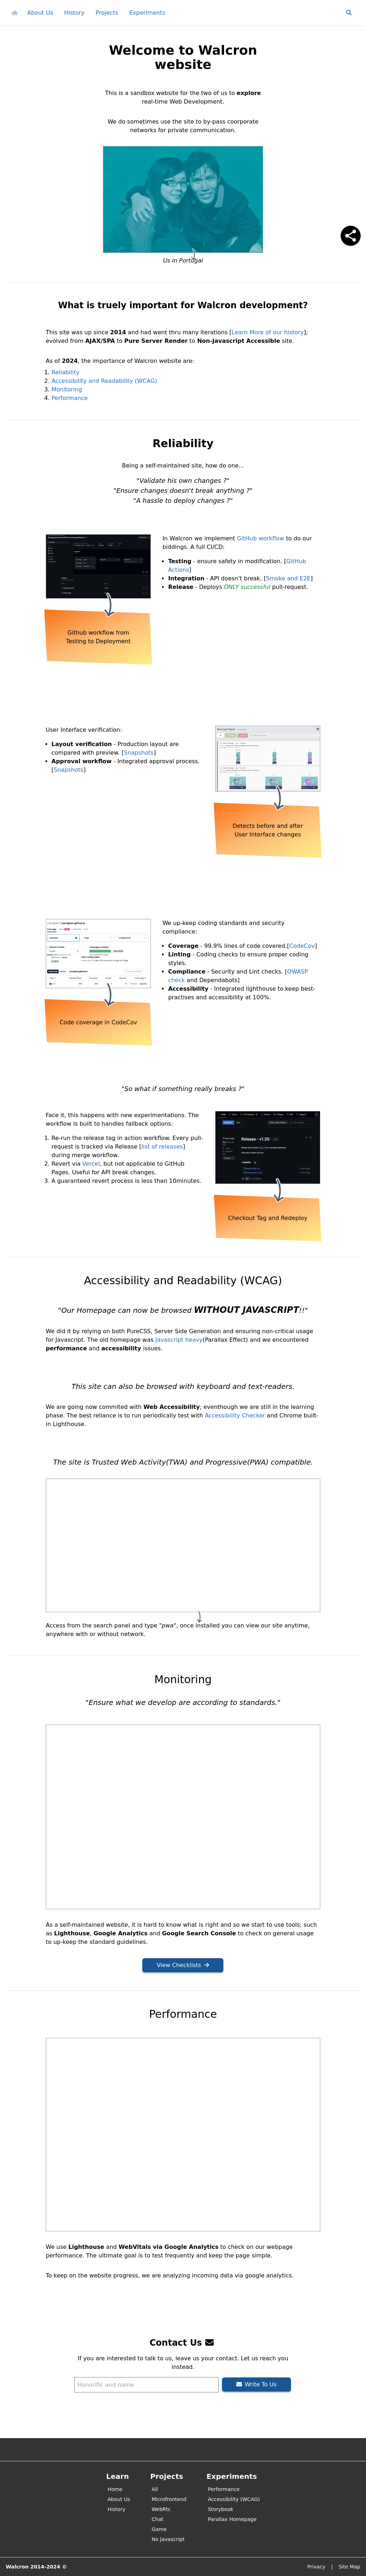 About Us History Projects Experiments
Welcome to Walcron
website
This is a sandbox website for the two of us to explore
real-time Web Development.
We do sometimes use the site to by-pass coorporate
networks for private communication.
Us in Portugal
What is truely important for Walcron development?
This site was up since 2014 and had went thru many iterations [Learn More of our history];
evolved from AJAX/SPA to Pure Server Render to Non-Javascript Accessible site.
As of 2024, the importance of Walcron website are:
1. Reliability
2. Accessibility and Readability (WCAG)
3. Monitoring
4. Performance
Reliability
Being a self-maintained site, how do one...
"Validate his own changes ?"
"Ensure changes doesn't break anything ?"
"A hassle to deploy changes ?"
Github workflow from
Testing to Deployment
In Walcron we implement GitHub workflow to do our
biddings. A full CI/CD:
• Testing - ensure safety in modification. [GitHub
Actions]
• Integration - API doesn't break. [Smoke and E2E]
• Release - Deploys ONLY successful pull-request.
User Interface verification:
• Layout verification - Production layout are
compared with preview. [Snapshots]
• Approval workflow - Integrated approval process.
[Snapshots]
Detects before and after
User Interface changes
Code coverage in CodeCov
We up-keep coding standards and security
compliance:
• Coverage - 99.9% lines of code covered.[CodeCov]
• Linting - Coding checks to ensure proper coding
styles.
• Compliance - Security and Lint checks. [OWASP
check and Dependabots]
• Accessibility - Integrated lighthouse to keep best-
practises and accessibility at 100%.
"So what if something really breaks ?"
Face it, this happens when new experimentations. The
workflow is built to handles fallback options:
1. Re-run the release tag in action workflow. Every pull-
request is tracked via Release [list of releases]
during merge workflow.
2. Revert via Vercel, but not applicable to GitHub
Pages. Useful for API break changes.
3. A guaranteed revert process is less than 10minutes.
Release - v1.20
Checkout Tag and Redeploy
Accessibility and Readability (WCAG)
"Our Homepage can now be browsed WITHOUT JAVASCRIPT!!"
We did it by relying on both PureCSS, Server Side Generation and ensuring non-critical usage
for Javascript. The old homepage was Javascript heavy(Parallax Effect) and we encountered
performance and accessibility issues.
This site can also be browsed with keyboard and text-readers.
We are going now commited with Web Accessibility; eventhough we are still in the learning
phase. The best reliance is to run periodically test with Accessibility Checker and Chrome built-
in Lighthouse.
The site is Trusted Web Activity(TWA) and Progressive(PWA) compatible.
Access from the search panel and type "pwa", once installed you can view our site anytime,
anywhere with or without network.
Monitoring
"Ensure what we develop are according to standards."
As a self-maintained website, it is hard to know what is right and so we start to use tools; such
as Lighthouse, Google Analytics and Google Search Console to check on general usage
to up-keep the standard guidelines.
View Checklists
Performance
We use Lighthouse and WebVitals via Google Analytics to check on our webpage
performance. The ultimate goal is to test frequently and keep the page simple.
To keep on the website progress, we are analyzing incoming data via google analytics.
Contact Us
If you are interested to talk to us, leave us your contact. Let us reach you
instead.
Honorific and name
Write To Us
Learn Projects Experiments
Home All Performance
About Us Microfrontend Accessibility (WCAG)
History WebRtc Storybook
Chat Parallax Homepage
Game
No Javascript
Walcron 2014-2024 © Privacy | Site Map